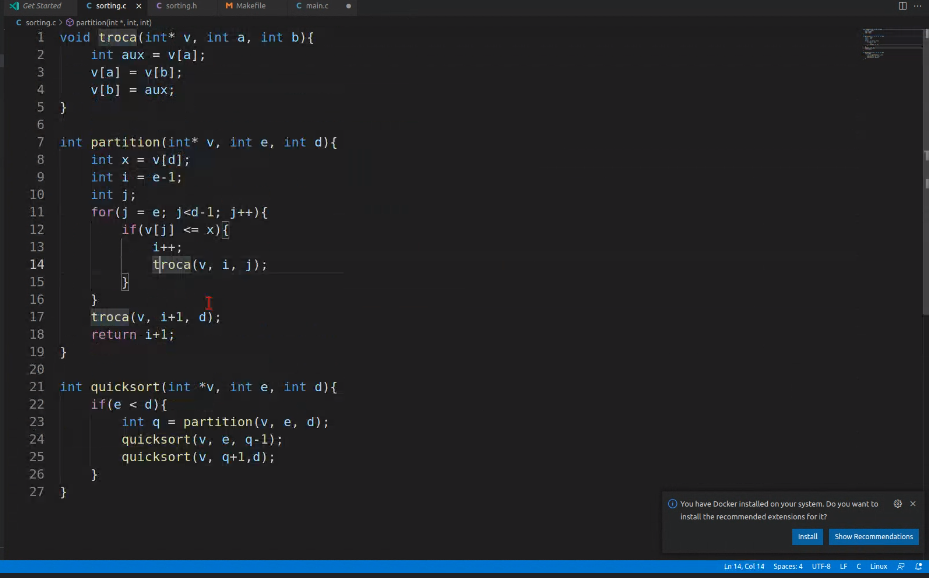 Get Started sorting.c sorting.h Makefile main.c
sorting.c > partition(int *, int, int)
1 void troca(int* v, int a, int b){
2 int aux = v[a];
3 v[a] = v[b];
4 v[b] = aux;
5 }
6
7 int partition(int* v, int e, int d){
8 int x = v[d];
9 int i = e-1;
10 int j;
11 for(j = e; j<d-1; j++){
12 if(v[j] <= x){
13 i++;
14 troca(v, i, j);
15 }
16 }
17 troca(v, i+1, d);
18 return i+1;
19 }
20
21 int quicksort(int *v, int e, int d){
22 if(e < d){
23 int q = partition(v, e, d);
24 quicksort(v, e, q-1);
25 quicksort(v, q+1,d);
26 }
27 }
You have Docker installed on your system. Do you want to
install the recommended extensions for it?
Install Show Recommendations
Ln 14, Col 14 Spaces: 4 UTF-8 LF C Linux